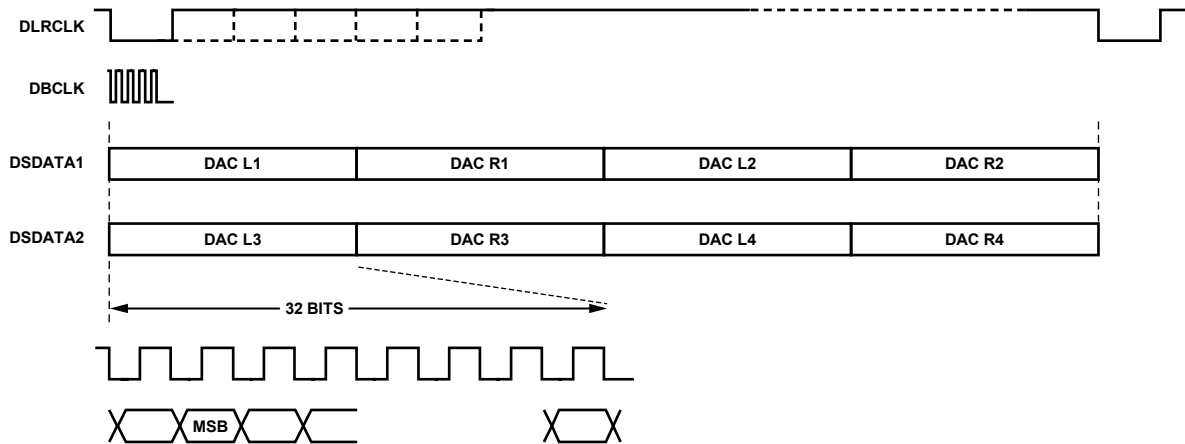 DLRCLK
DBCLK
DSDATA1 DAC L1 DAC R1 DAC L2 DAC R2
DSDATA2 DAC L3 DAC R3 DAC L4 DAC R4
32 BITS
MSB